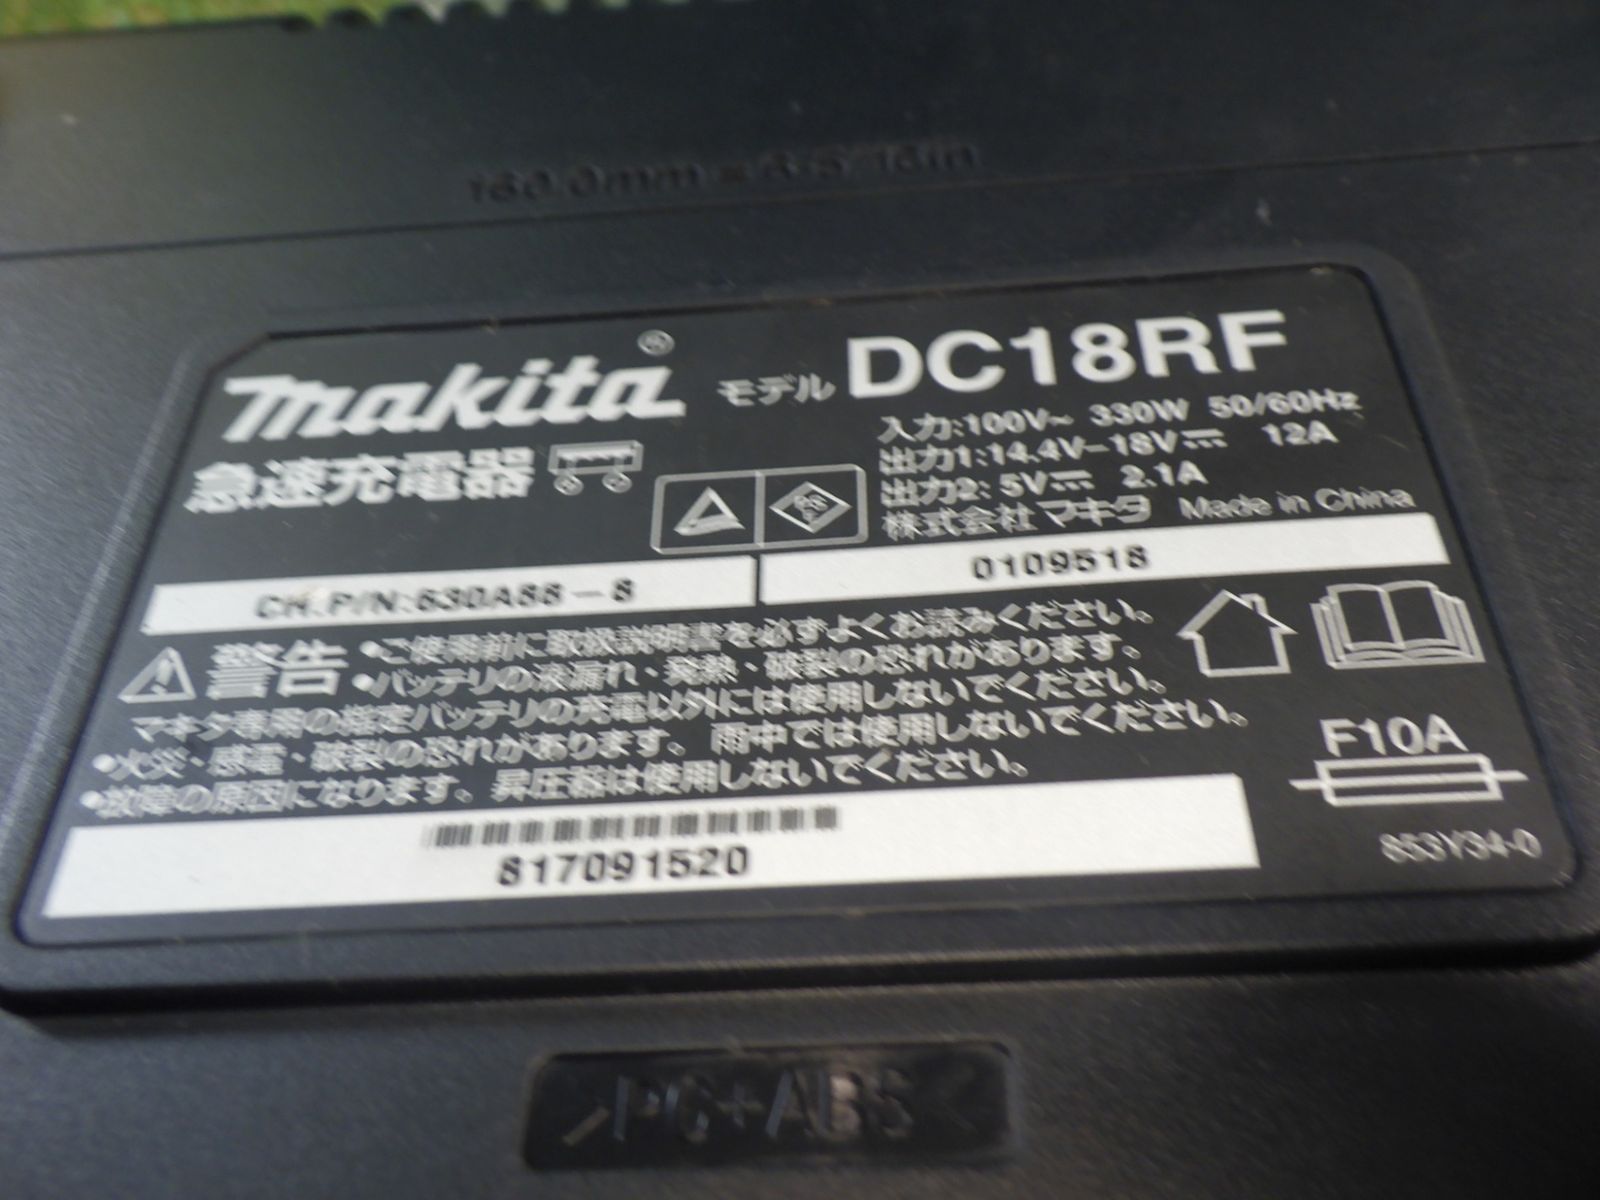 160.0mm = 6-5/16in
makita®
モデル DC18RF
急速充電器
入力:100V~ 330W 50/60Hz
出力1:14.4V-18V 12A
出力2: 5V 2.1A
株式会社 マキタ Made in China
CH.P/N:630A88-8
0109518
警告
•ご使用前に取扱説明書を必ずよくお読みください。
•バッテリの液漏れ・発熱・破裂の恐れがあります。
マキタ専用の指定バッテリの充電以外には使用しないでください。
•火災・感電・破裂の恐れがあります。雨中では使用しないでください。
•故障の原因になります。昇圧器は使用しないでください。
F10A
817091520
853Y34-0
>PC+ABS<